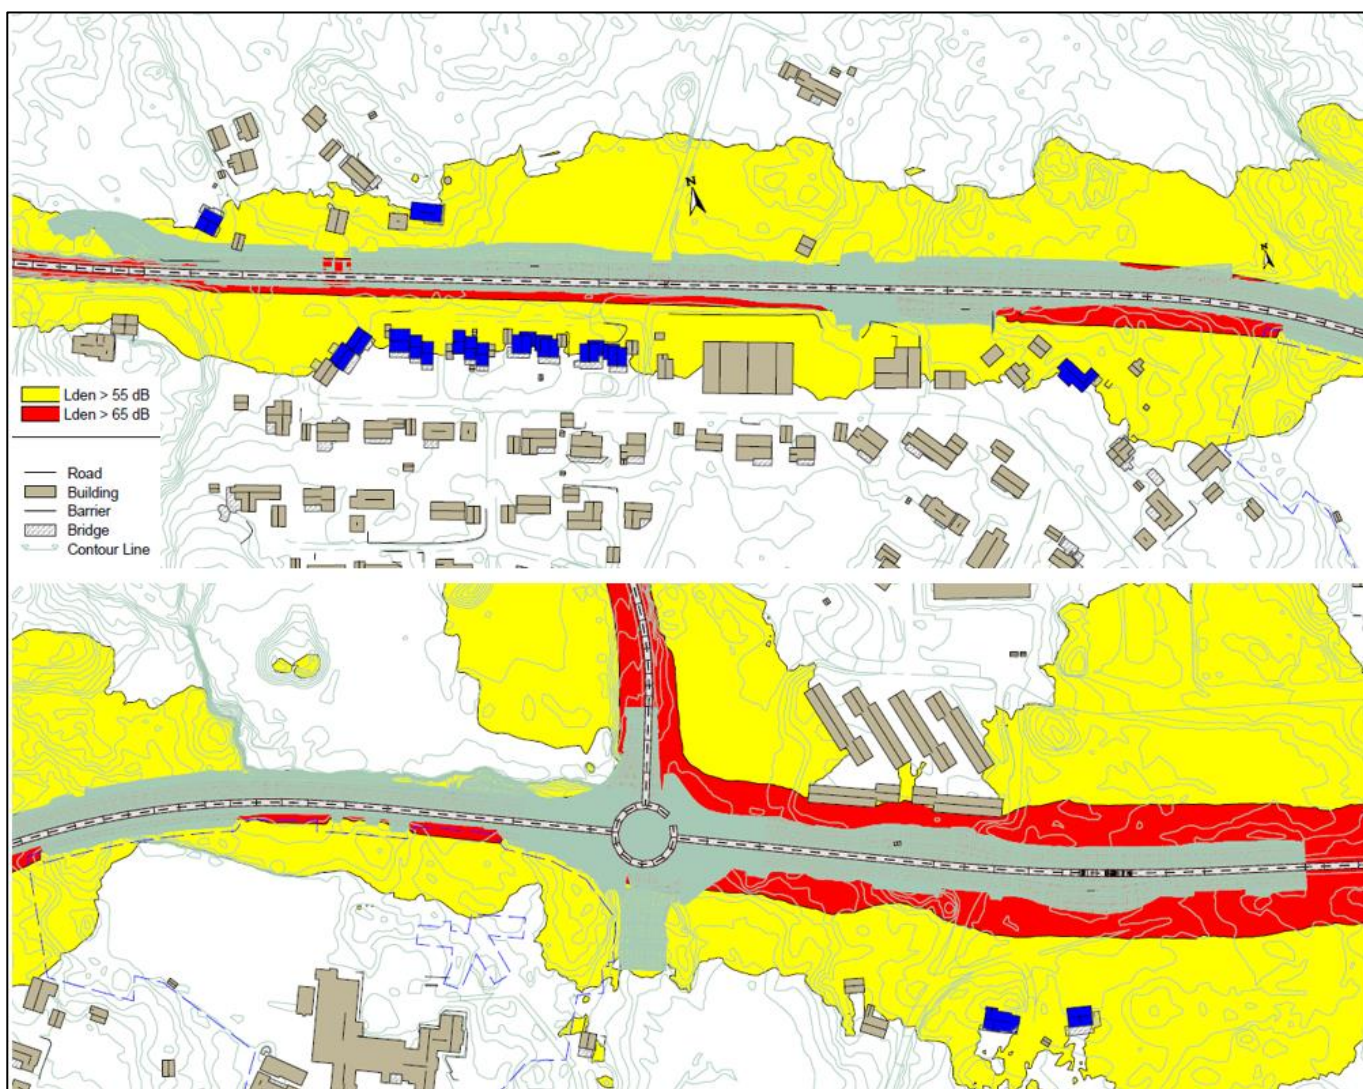 N
N
Lden > 55 dB
Lden > 65 dB
Road
Building
Barrier
Bridge
Contour Line